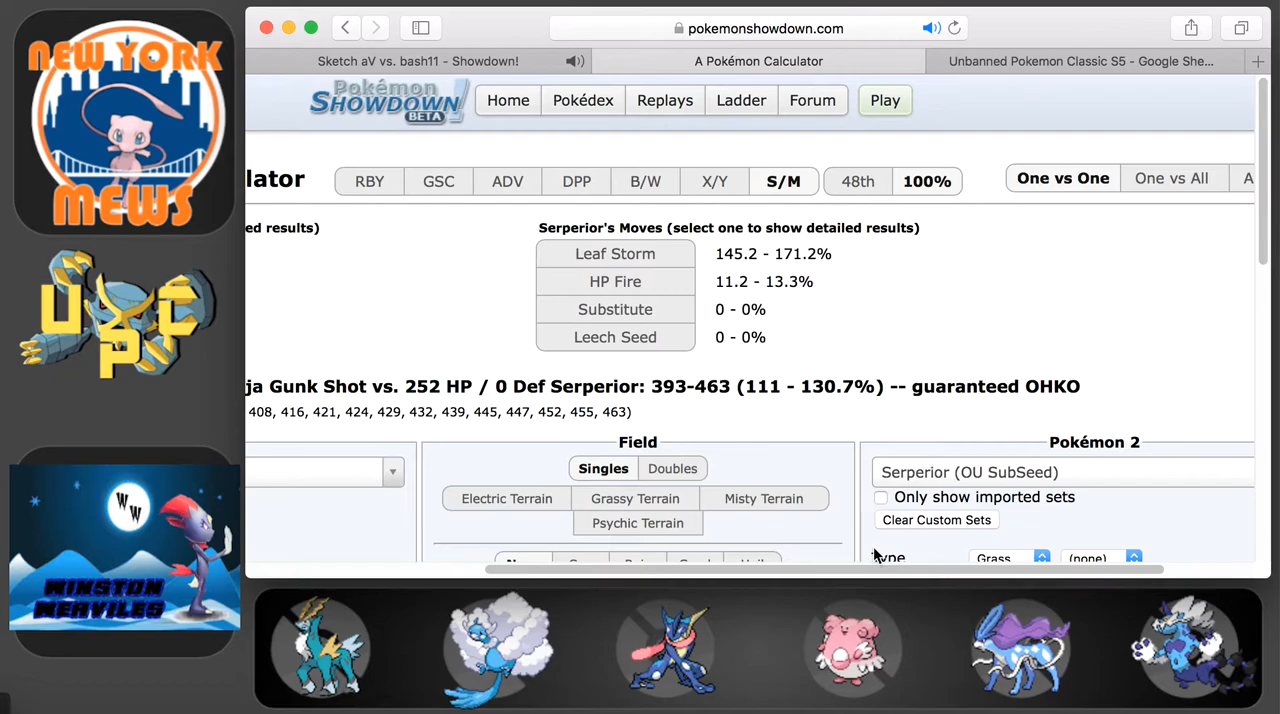 NEW YORK
MEWS
UPC
W W
WINSTON
WEAVILES
pokemonshowdown.com
Sketch aV vs. bash11 - Showdown!
A Pokémon Calculator
Unbanned Pokemon Classic S5 - Google She...
Pokémon
SHOWDOWN!
BETA
Home
Pokédex
Replays
Ladder
Forum
Play
lator
RBY
GSC
ADV
DPP
B/W
X/Y
S/M
48th
100%
One vs One
One vs All
A
ed results)
Serperior's Moves (select one to show detailed results)
Leaf Storm 145.2 - 171.2%
HP Fire 11.2 - 13.3%
Substitute 0 - 0%
Leech Seed 0 - 0%
ja Gunk Shot vs. 252 HP / 0 Def Serperior: 393-463 (111 - 130.7%) -- guaranteed OHKO
408, 416, 421, 424, 429, 432, 439, 445, 447, 452, 455, 463)
Field
Singles
Doubles
Electric Terrain
Grassy Terrain
Misty Terrain
Psychic Terrain
Pokémon 2
Serperior (OU SubSeed)
Only show imported sets
Clear Custom Sets
Type
Grass
(none)